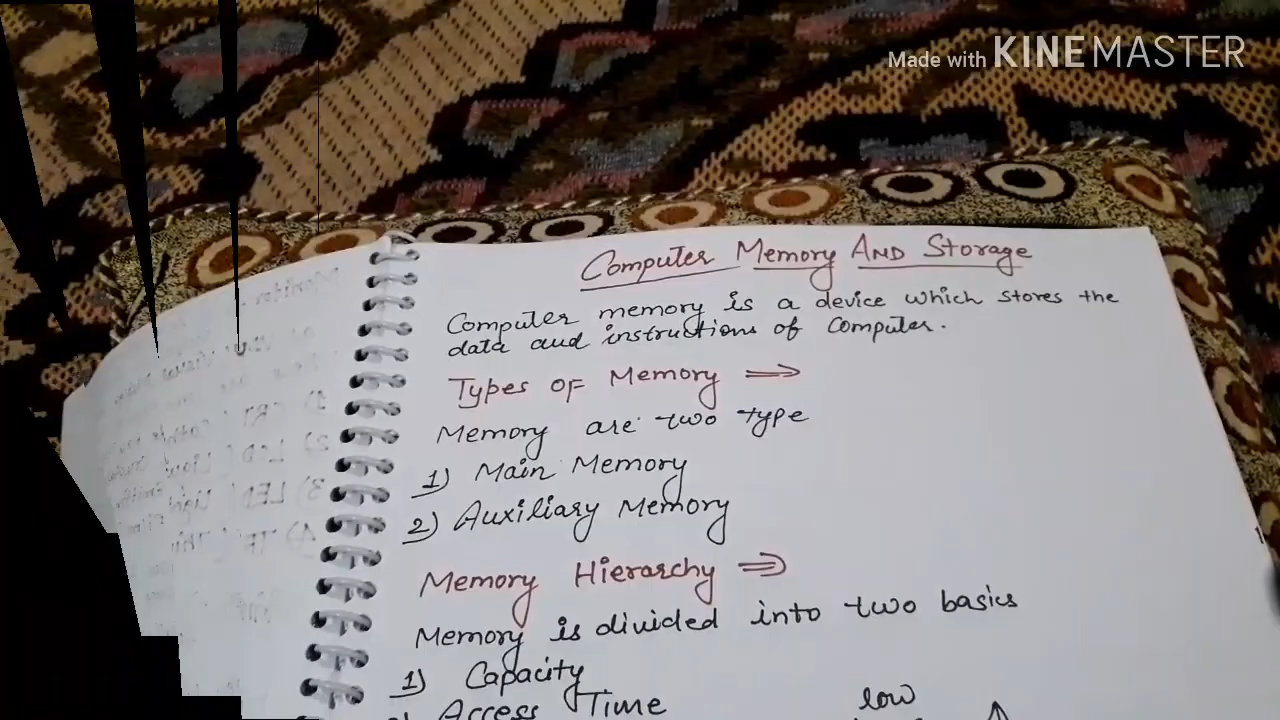 Made with KINEMASTER
Computer Memory And Storage
Computer memory is a device which stores the
data and instructions of Computer.
Types of Memory ⇒
Memory are two type
1) Main Memory
2) Auxiliary Memory
Memory Hierarchy ⇒
Memory is divided into two basics
1) Capacity
Access Time
low